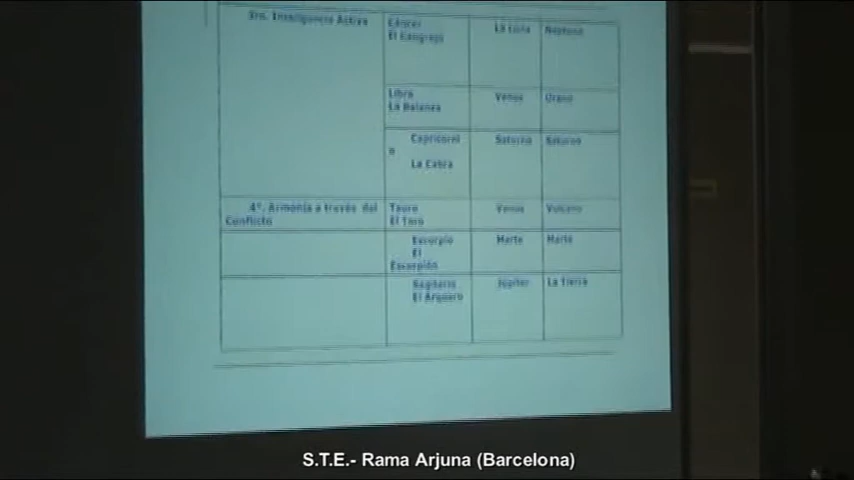 3ro. Inteligencia Activa
Cáncer
El Cangrejo
La Luna
Neptuno
Libra
La Balanza
Venus
Urano
Capricorni
o
La Cabra
Saturno
Saturno
4º. Armonía a través del
Conflicto
Tauro
El Toro
Venus
Vulcano
Escorpio
El
Escorpión
Marte
Marte
Sagitario
El Arquero
Júpiter
La Tierra
S.T.E.- Rama Arjuna (Barcelona)